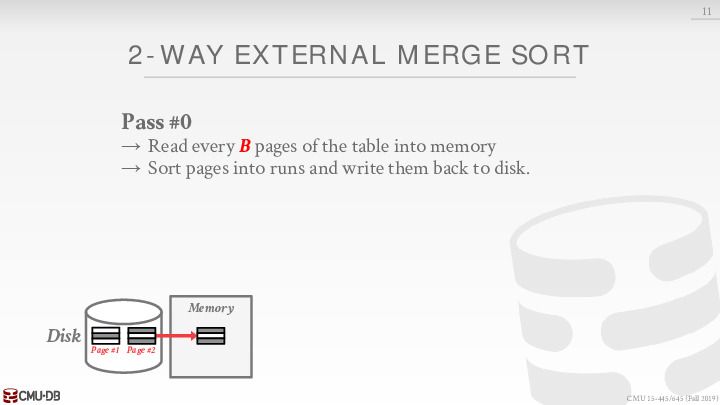 11
2-WAY EXTERNAL MERGE SORT
Pass #0
→ Read every B pages of the table into memory
→ Sort pages into runs and write them back to disk.
Memory
Disk
Page #1 Page #2
CMU·DB
CMU 15-445/645 (Fall 2019)